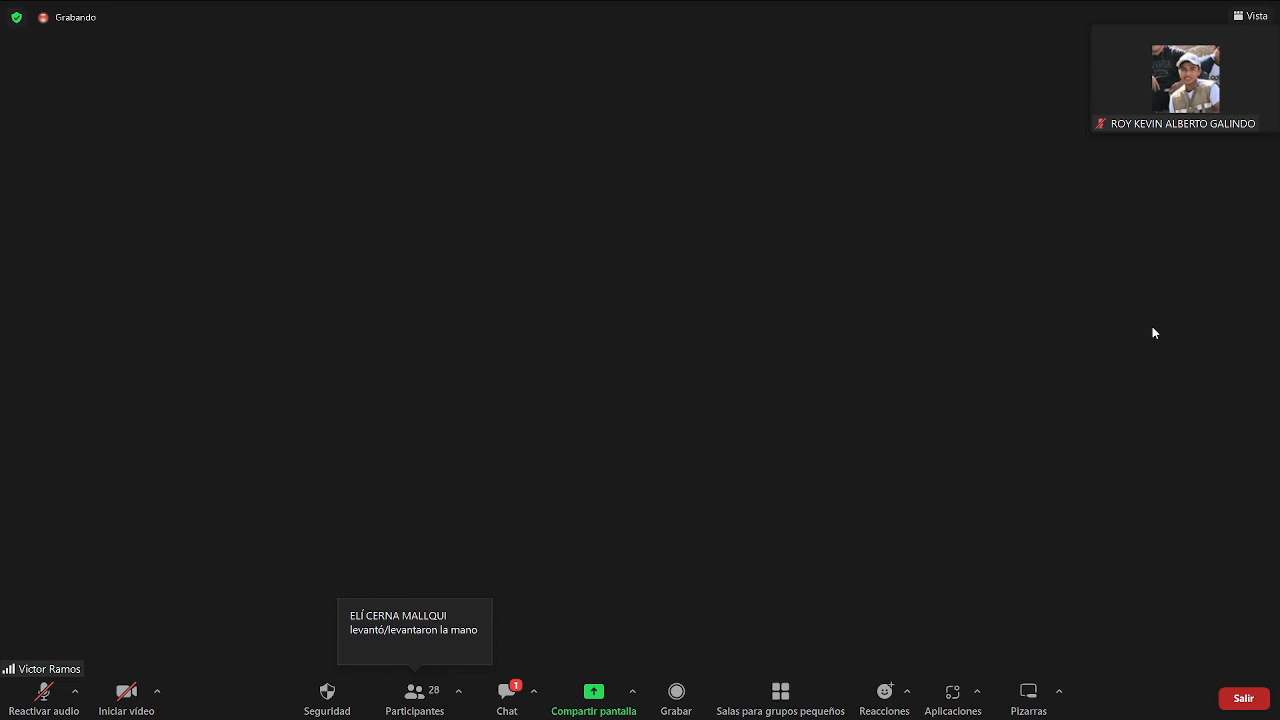 Grabando
Vista
ROY KEVIN ALBERTO GALINDO
ELÍ CERNA MALLQUI
levantó/levantaron la mano
Víctor Ramos
28
1
Reactivar audio
Iniciar vídeo
Seguridad
Participantes
Chat
Compartir pantalla
Grabar
Salas para grupos pequeños
Reacciones
Aplicaciones
Pizarras
Salir